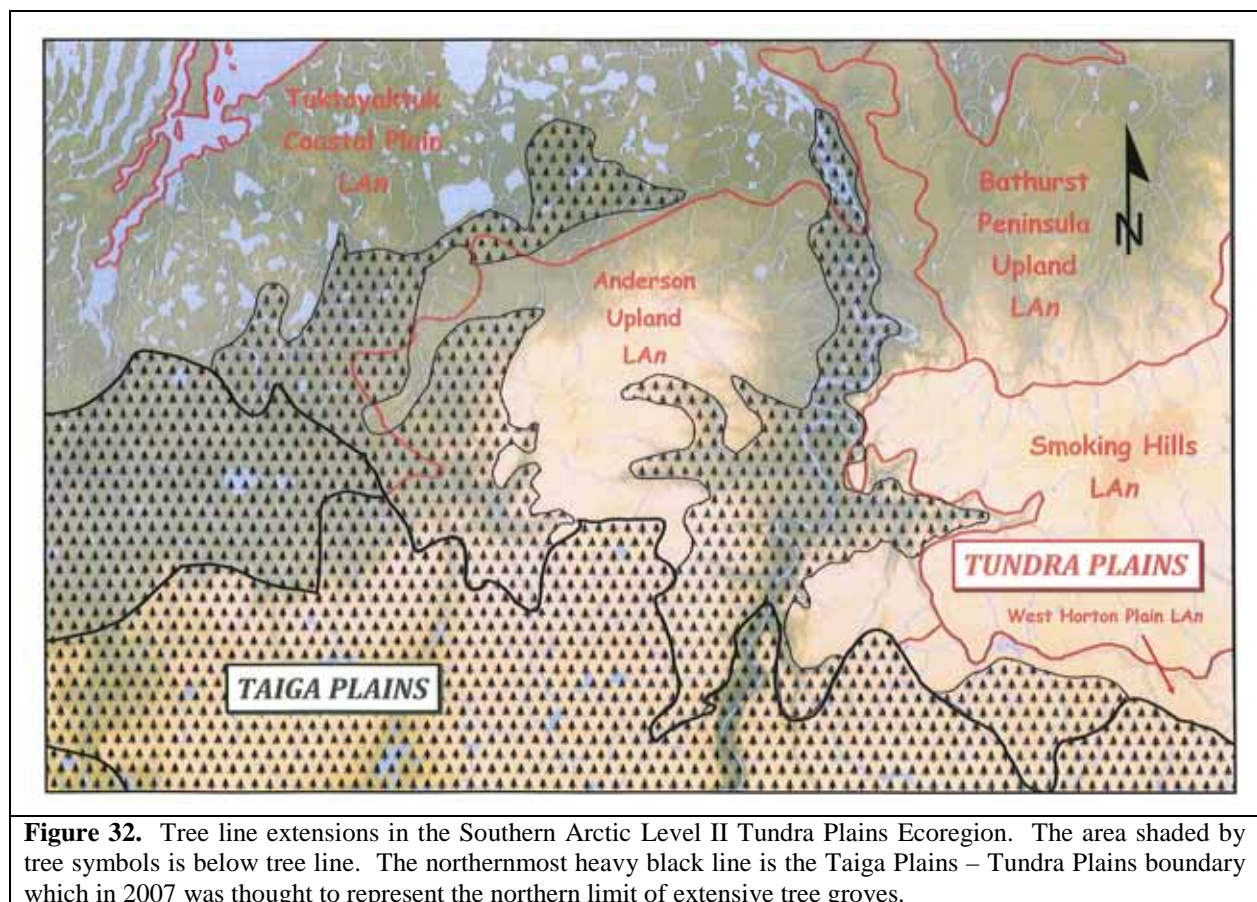 Tuktoyaktuk
Coastal Plain
LAn
Bathurst
Peninsula
Upland
LAn
N
Anderson
Upland
LAn
Smoking Hills
LAn
TUNDRA PLAINS
West Horton Plain LAn
TAIGA PLAINS
Figure 32. Tree line extensions in the Southern Arctic Level II Tundra Plains Ecoregion. The area shaded by
tree symbols is below tree line. The northernmost heavy black line is the Taiga Plains – Tundra Plains boundary
which in 2007 was thought to represent the northern limit of extensive tree groves.